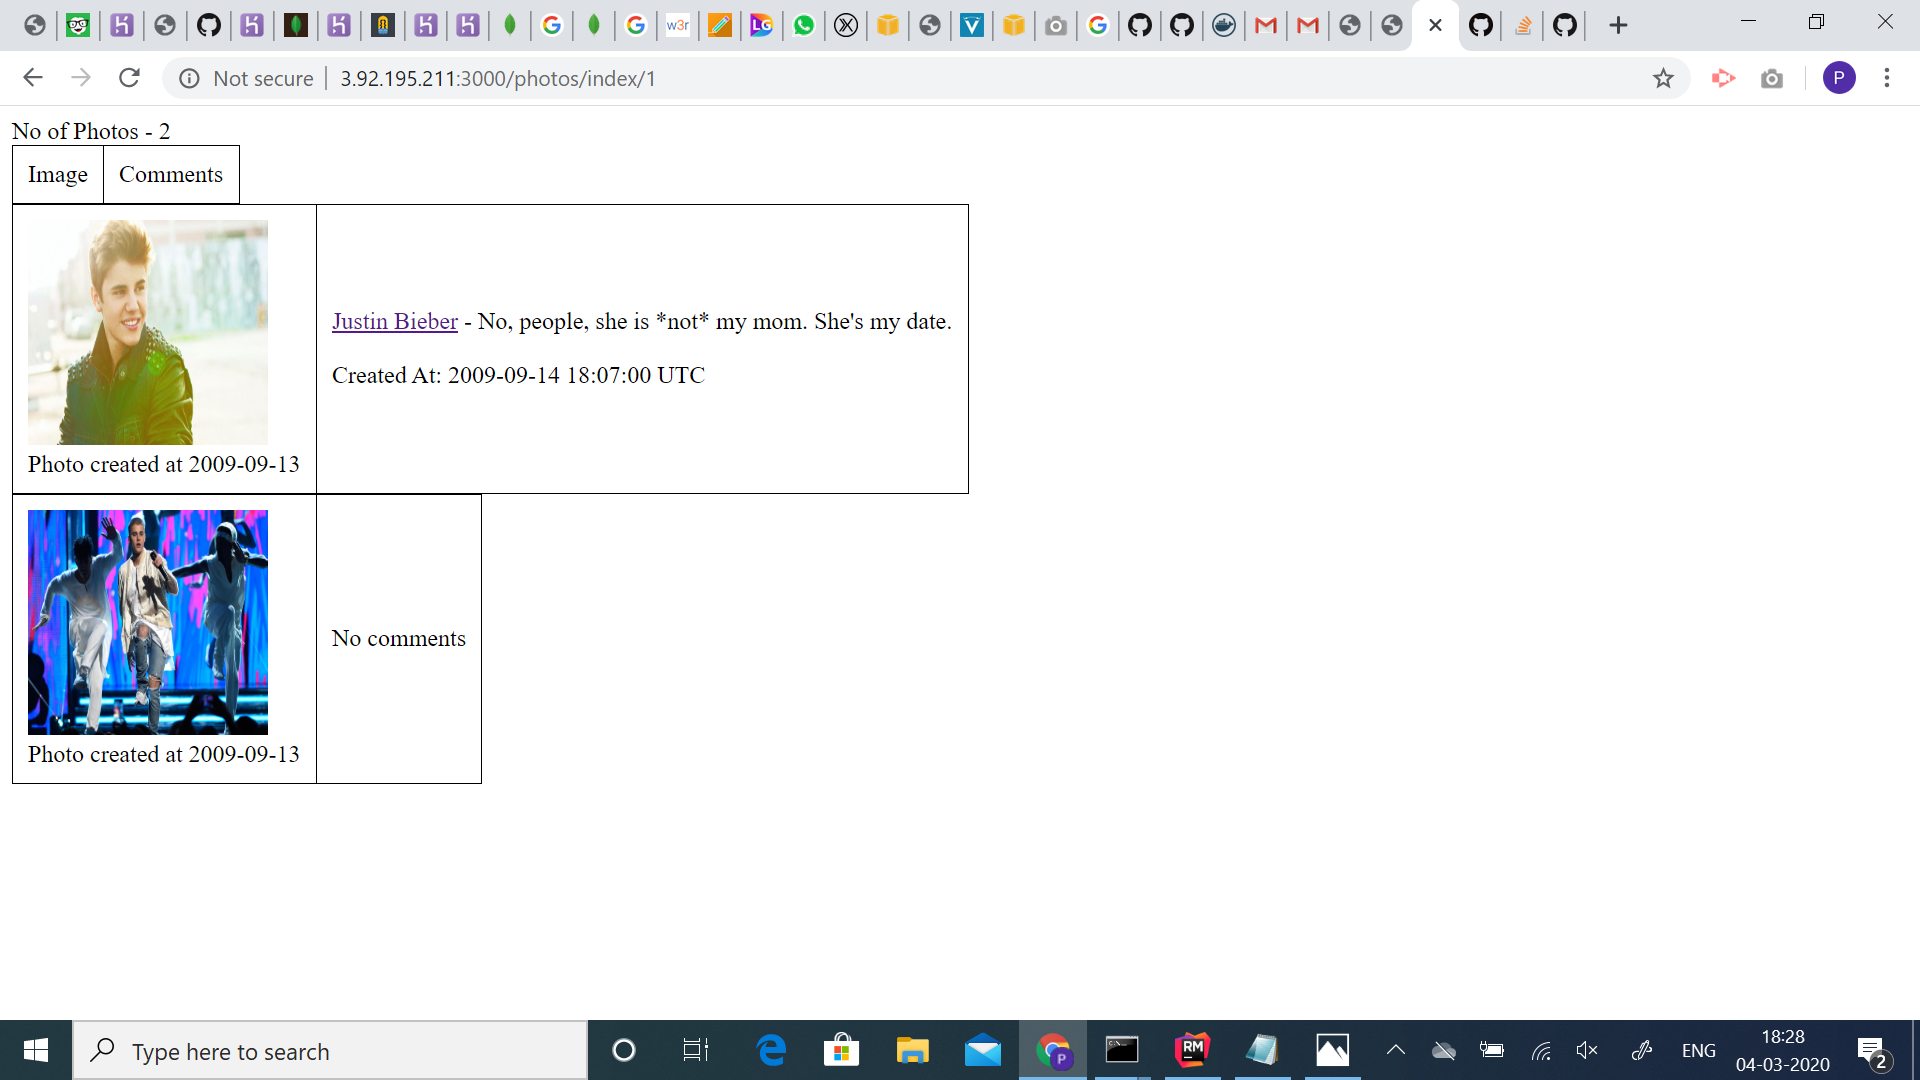 Not secure
3.92.195.211:3000/photos/index/1
P
No of Photos - 2
Image Comments
Justin Bieber - No, people, she is *not* my mom. She's my date.
Created At: 2009-09-14 18:07:00 UTC
Photo created at 2009-09-13
No comments
Photo created at 2009-09-13
Type here to search
P
RM
ENG
18:28
04-03-2020
2